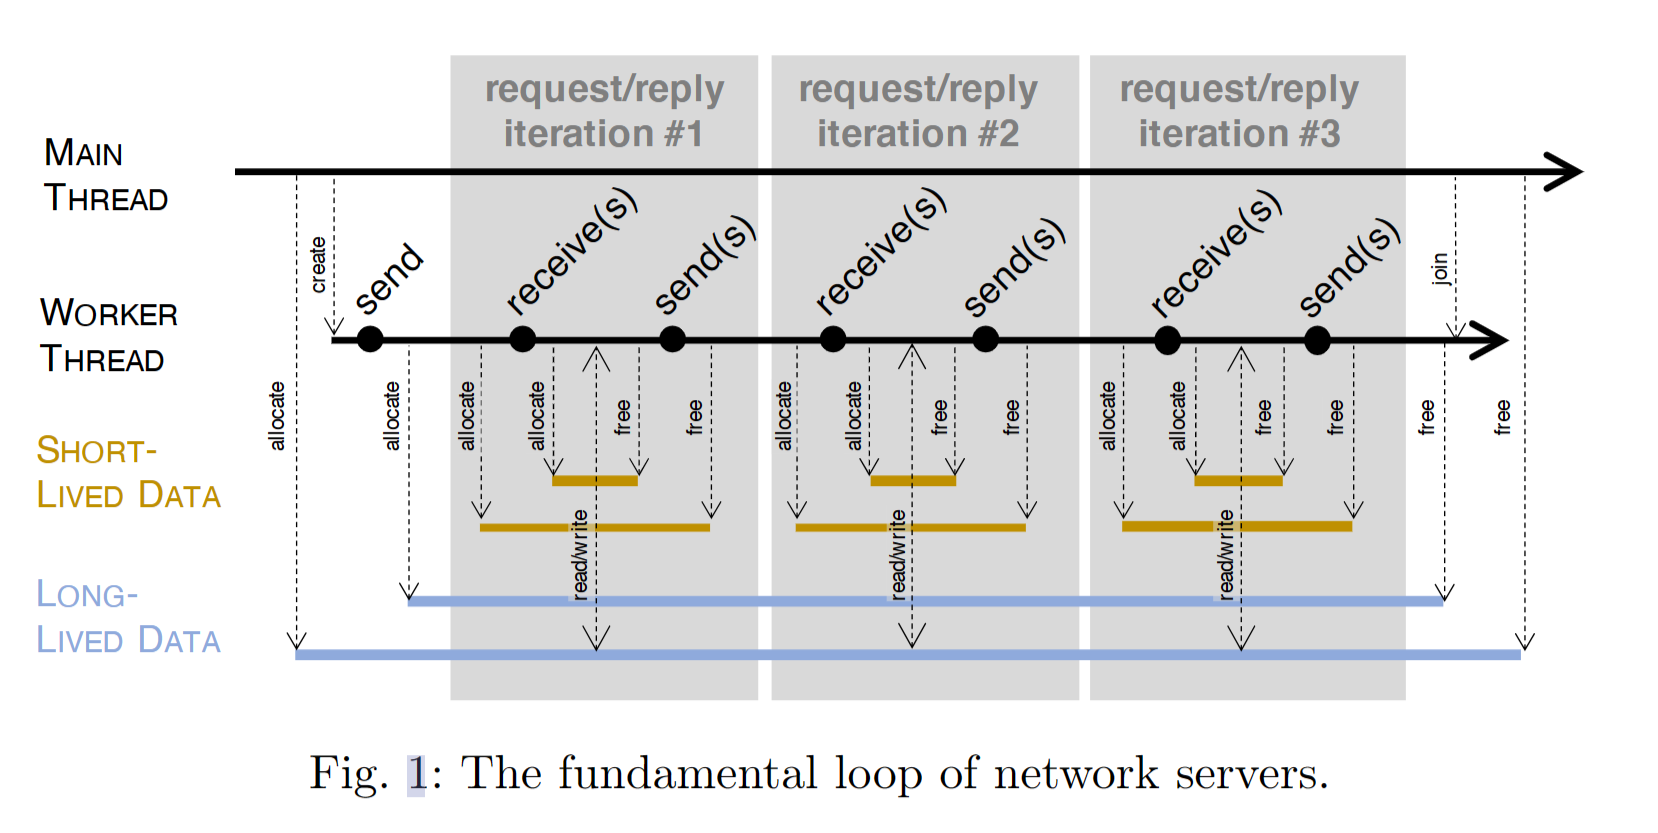 request/reply
iteration #1
request/reply
iteration #2
request/reply
iteration #3
MAIN
THREAD
create
send
receive(s)
send(s)
receive(s)
send(s)
receive(s)
send(s)
join
WORKER
THREAD
allocate
allocate
allocate
allocate
free
free
allocate
allocate
free
free
allocate
allocate
free
free
free
free
SHORT-
LIVED DATA
read/write
read/write
read/write
LONG-
LIVED DATA
Fig. 1: The fundamental loop of network servers.